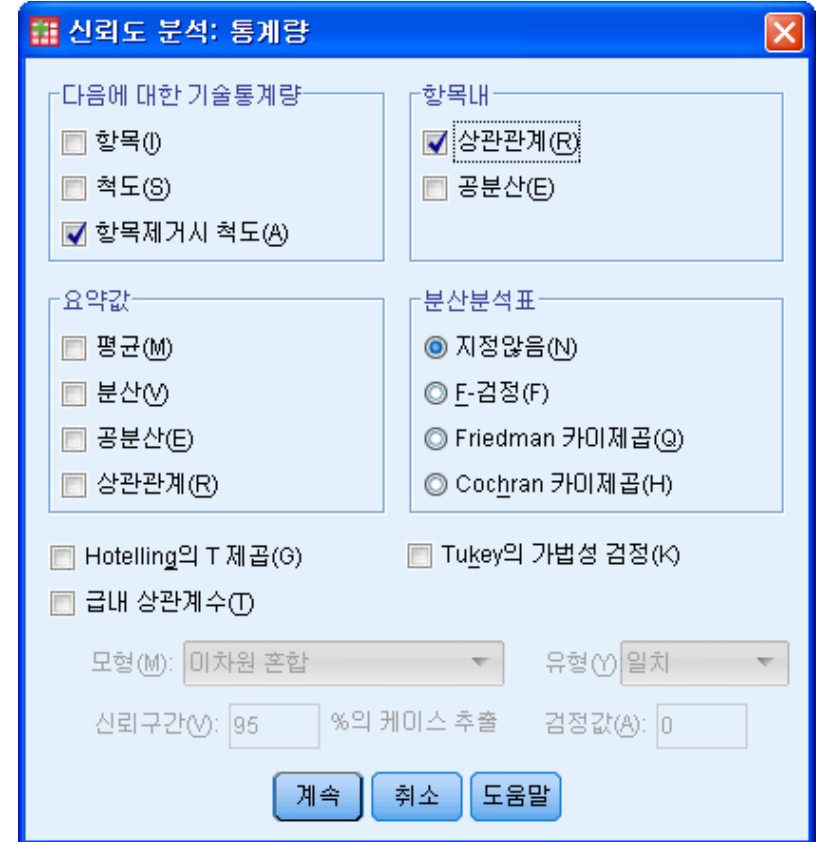 신뢰도 분석: 통계량
다음에 대한 기술통계량
항목(I)
척도(S)
항목제거시 척도(A)
항목내
상관관계(R)
공분산(E)
요약값
평균(M)
분산(V)
공분산(E)
상관관계(R)
분산분석표
지정않음(N)
F-검정(F)
Friedman 카이제곱(Q)
Cochran 카이제곱(H)
Hotelling의 T 제곱(G)
Tukey의 가법성 검정(K)
급내 상관계수(T)
모형(M): 이차원 혼합 유형(Y) 일치
신뢰구간(V): 95 %의 케이스 추출 검정값(A): 0
계속 취소 도움말